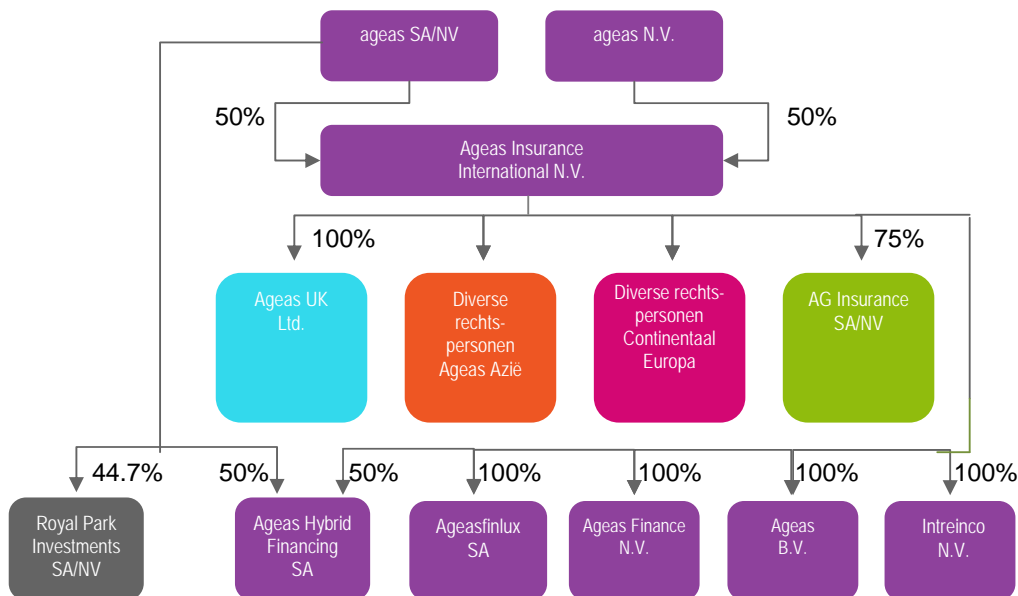 ageas SA/NV
ageas N.V.
50%
50%
Ageas Insurance
International N.V.
100%
75%
Ageas UK
Ltd.
Diverse
rechts-
personen
Ageas Azië
Diverse rechts-
personen
Continentaal
Europa
AG Insurance
SA/NV
44.7%
50%
50%
100%
100%
100%
100%
Royal Park
Investments
SA/NV
Ageas Hybrid
Financing
SA
Ageasfinlux
SA
Ageas Finance
N.V.
Ageas
B.V.
Intreinco
N.V.